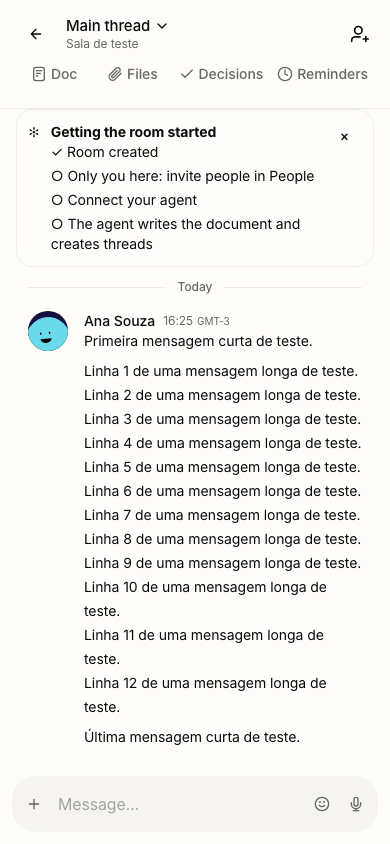 Main thread
Sala de teste
Doc
Files
Decisions
Reminders
Getting the room started
✓ Room created
○ Only you here: invite people in People
○ Connect your agent
○ The agent writes the document and
creates threads
Today
Ana Souza 16:25 GMT-3
Primeira mensagem curta de teste.
Linha 1 de uma mensagem longa de teste.
Linha 2 de uma mensagem longa de teste.
Linha 3 de uma mensagem longa de teste.
Linha 4 de uma mensagem longa de teste.
Linha 5 de uma mensagem longa de teste.
Linha 6 de uma mensagem longa de teste.
Linha 7 de uma mensagem longa de teste.
Linha 8 de uma mensagem longa de teste.
Linha 9 de uma mensagem longa de teste.
Linha 10 de uma mensagem longa de
teste.
Linha 11 de uma mensagem longa de
teste.
Linha 12 de uma mensagem longa de
teste.
Última mensagem curta de teste.
Message...